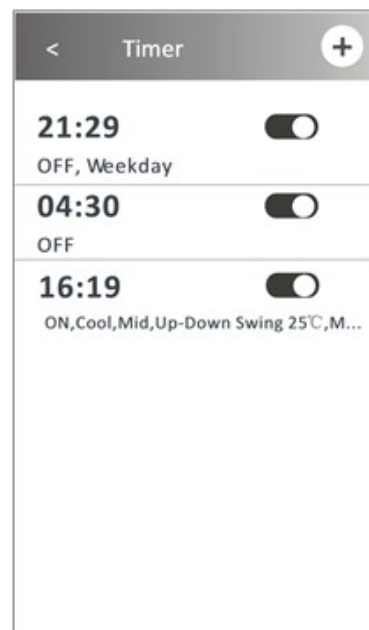 < Timer +
21:29
OFF, Weekday
04:30
OFF
16:19
ON,Cool,Mid,Up-Down Swing 25℃,M...